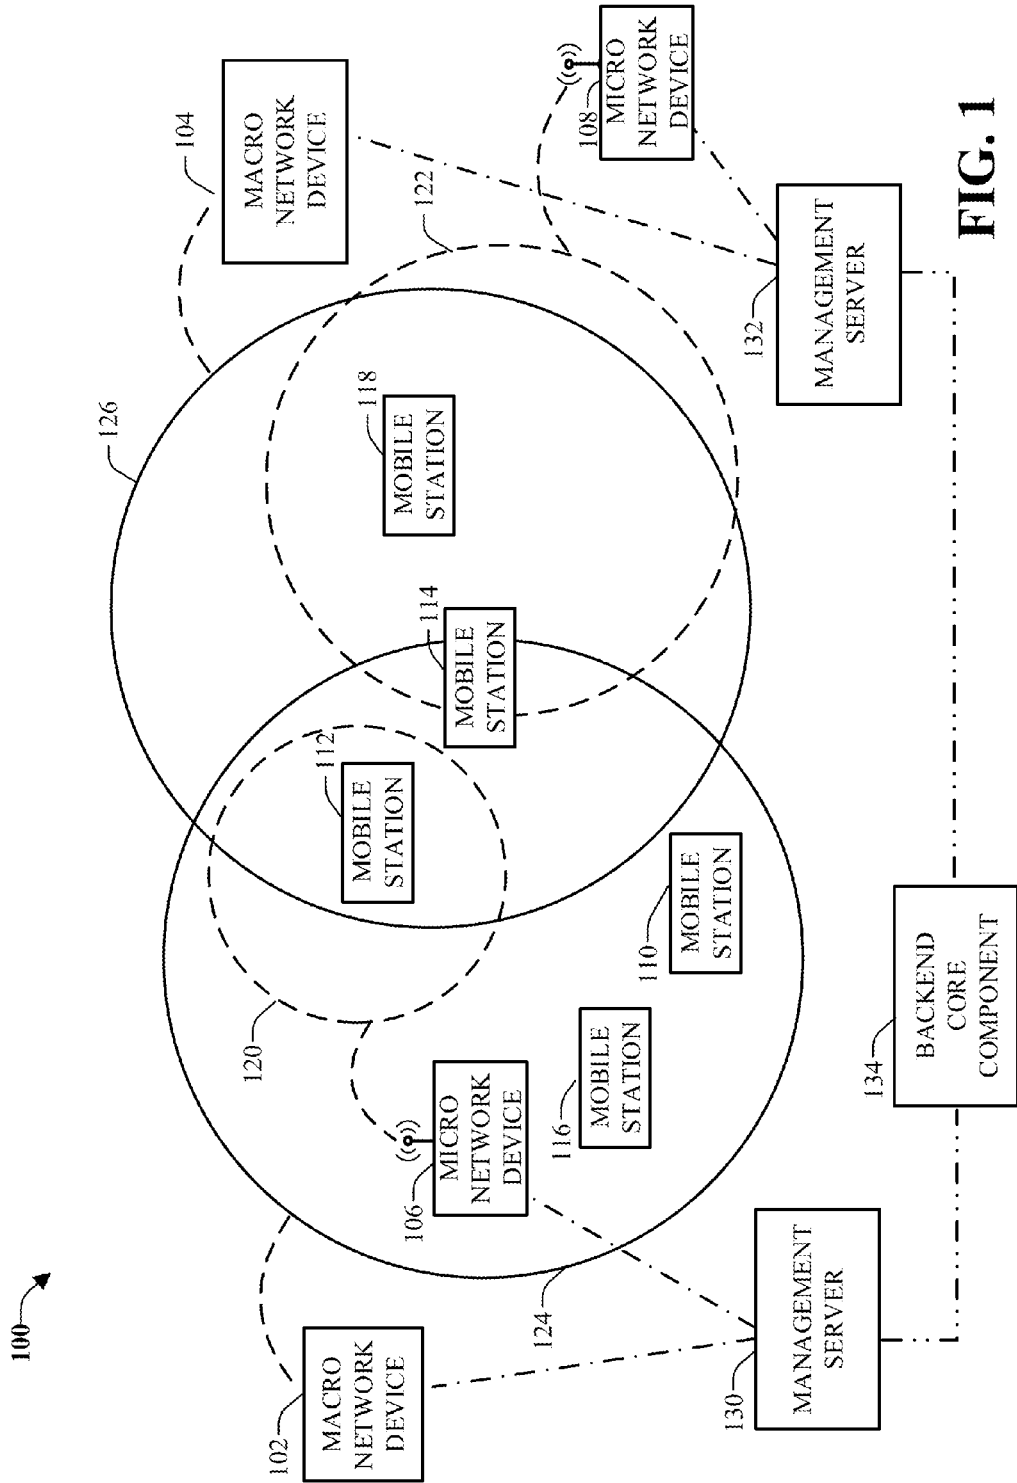 100
126
104
MACRO
NETWORK
DEVICE
112
MOBILE
STATION
118
MOBILE
STATION
122
108
MICRO
NETWORK
DEVICE
120
114
MOBILE
STATION
102
MACRO
NETWORK
DEVICE
106
MICRO
NETWORK
DEVICE
116
MOBILE
STATION
110
MOBILE
STATION
124
130
MANAGEMENT
SERVER
132
MANAGEMENT
SERVER
134
BACKEND
CORE
COMPONENT
FIG. 1